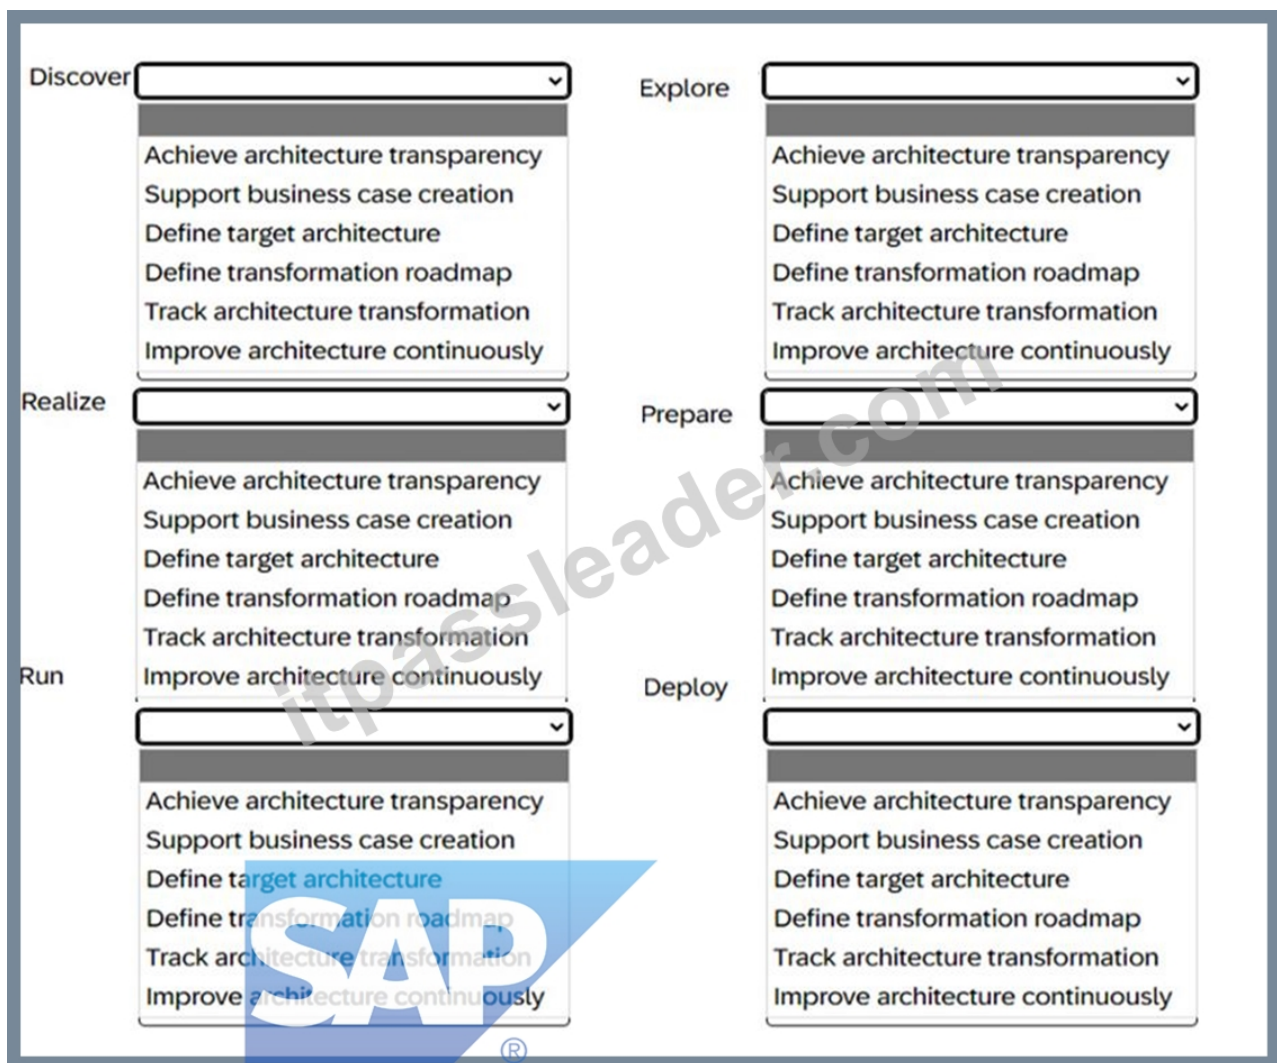 Discover
Achieve architecture transparency
Support business case creation
Define target architecture
Define transformation roadmap
Track architecture transformation
Improve architecture continuously
Explore
Achieve architecture transparency
Support business case creation
Define target architecture
Define transformation roadmap
Track architecture transformation
Improve architecture continuously
Realize
Achieve architecture transparency
Support business case creation
Define target architecture
Define transformation roadmap
Track architecture transformation
Improve architecture continuously
Prepare
Achieve architecture transparency
Support business case creation
Define target architecture
Define transformation roadmap
Track architecture transformation
Improve architecture continuously
Run
Achieve architecture transparency
Support business case creation
Define target architecture
Define transformation roadmap
Track architecture transformation
Improve architecture continuously
Deploy
Achieve architecture transparency
Support business case creation
Define target architecture
Define transformation roadmap
Track architecture transformation
Improve architecture continuously
itpassleader.com
SAP
®